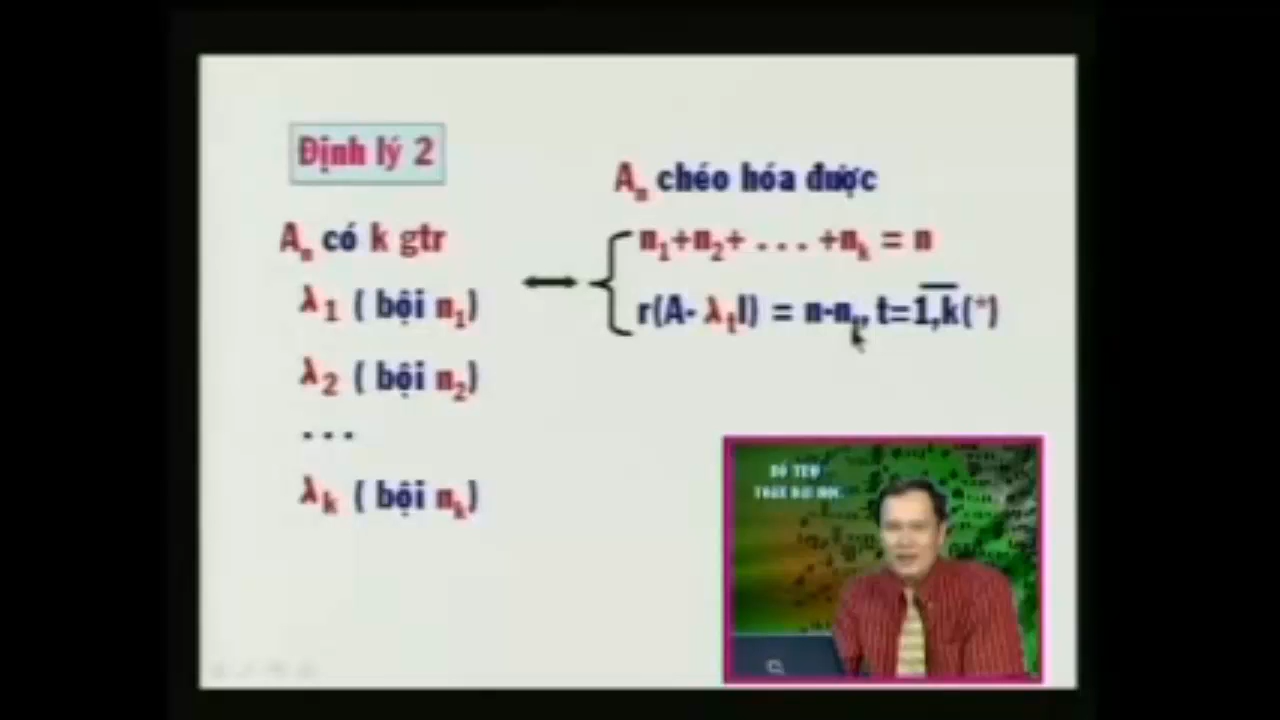 Định lý 2
Aₙ có k gtr
λ₁ ( bội n₁)
λ₂ ( bội n₂)
...
λₖ ( bội nₖ)
Aₙ chéo hóa được
n₁+n₂+ . . . +nₖ = n
r(A- λₜI) = n-nₜ, t=1,k̅(*)